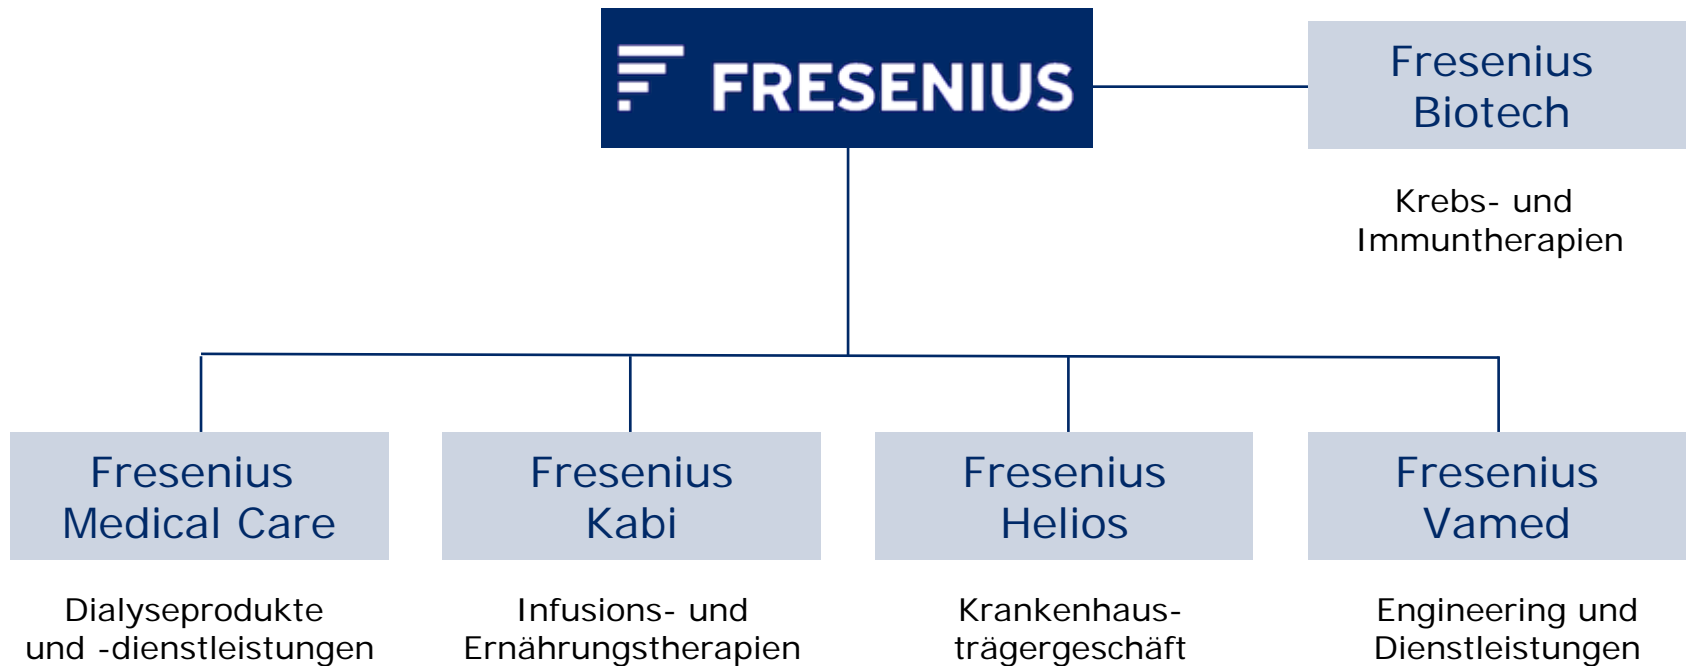 FRESENIUS
Fresenius
Biotech
Krebs- und
Immuntherapien
Fresenius
Medical Care
Dialyseprodukte
und -dienstleistungen
Fresenius
Kabi
Infusions- und
Ernährungstherapien
Fresenius
Helios
Krankenhaus-
trägergeschäft
Fresenius
Vamed
Engineering und
Dienstleistungen